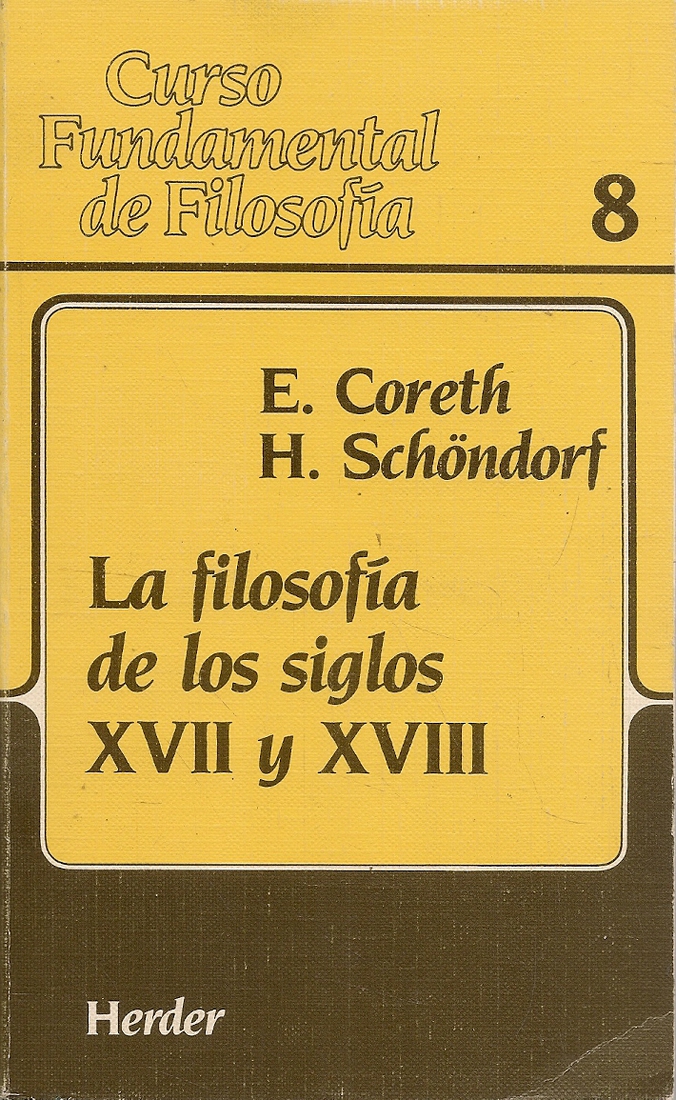 Curso
Fundamental
de Filosofía
8
E. Coreth
H. Schöndorf
La filosofía
de los siglos
XVII y XVIII
Herder